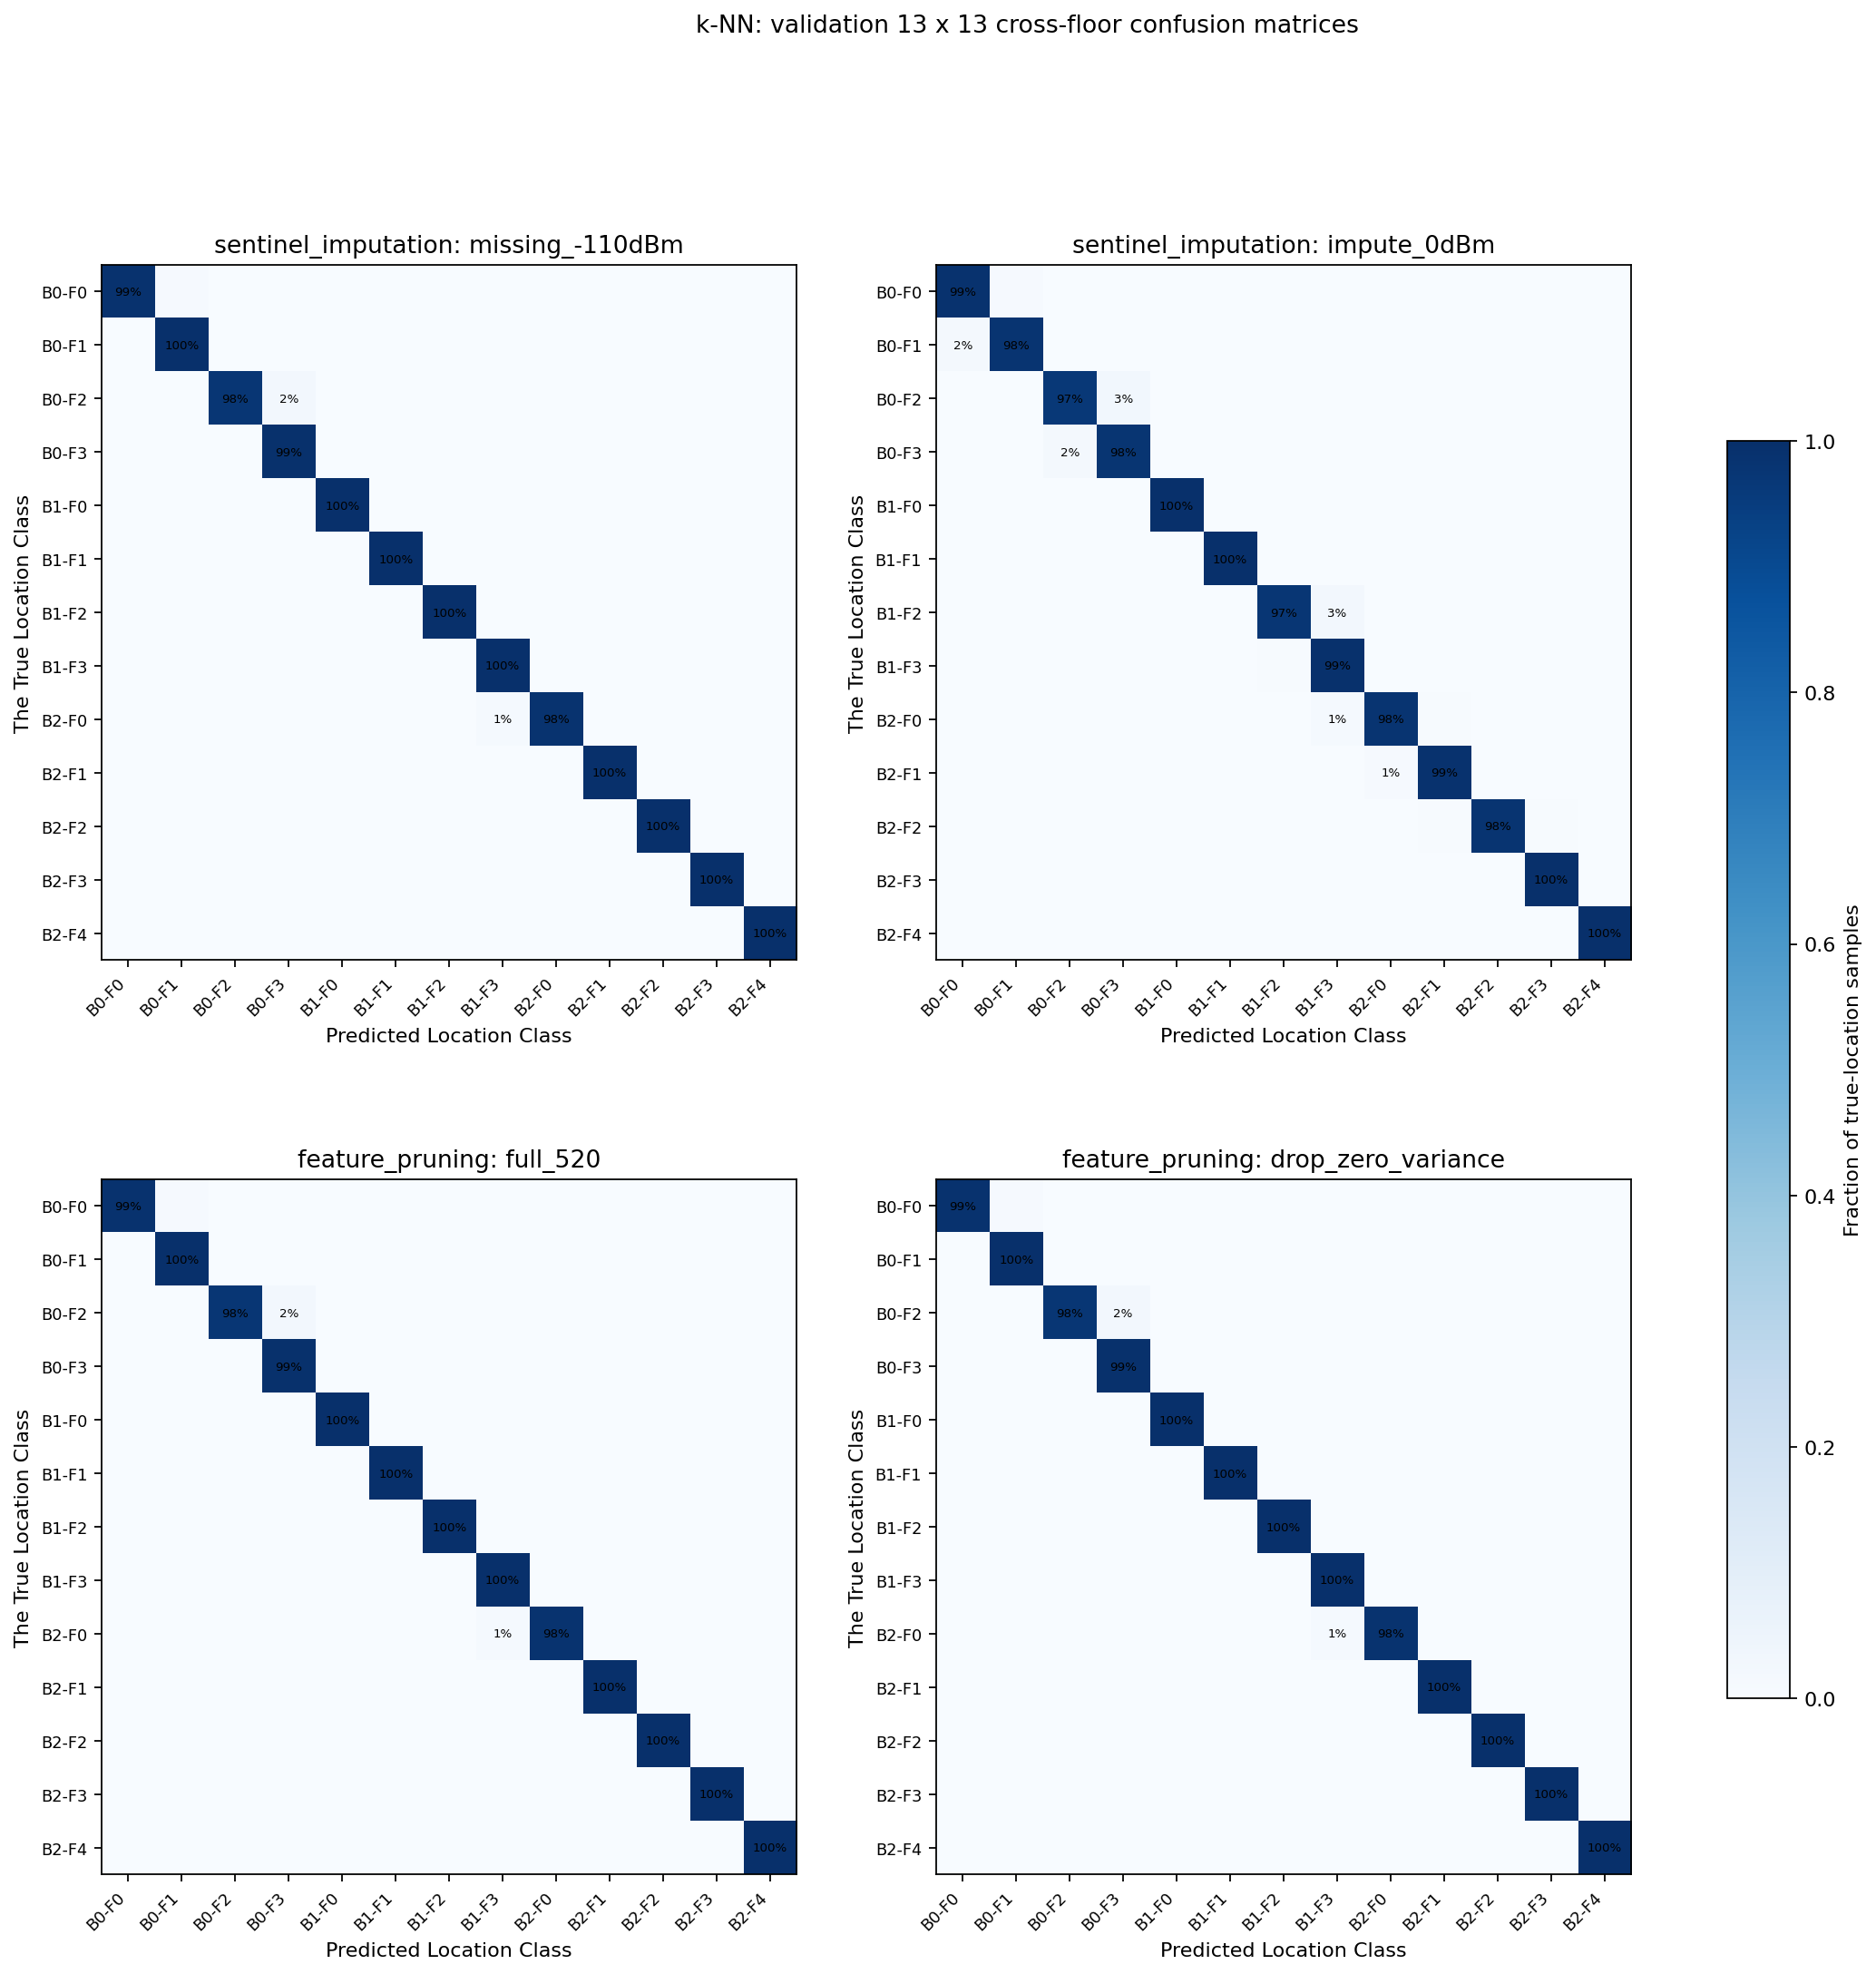 k-NN: validation 13 x 13 cross-floor confusion matrices
sentinel_imputation: missing_-110dBm
The True Location Class
B0-F0 99%
B0-F1 100%
B0-F2 98% 2%
B0-F3 99%
B1-F0 100%
B1-F1 100%
B1-F2 100%
B1-F3 100%
B2-F0 1% 98%
B2-F1 100%
B2-F2 100%
B2-F3 100%
B2-F4 100%
B0-F0 B0-F1 B0-F2 B0-F3 B1-F0 B1-F1 B1-F2 B1-F3 B2-F0 B2-F1 B2-F2 B2-F3 B2-F4
Predicted Location Class
sentinel_imputation: impute_0dBm
The True Location Class
B0-F0 99%
B0-F1 2% 98%
B0-F2 97% 3%
B0-F3 2% 98%
B1-F0 100%
B1-F1 100%
B1-F2 97% 3%
B1-F3 99%
B2-F0 1% 98%
B2-F1 1% 99%
B2-F2 98%
B2-F3 100%
B2-F4 100%
B0-F0 B0-F1 B0-F2 B0-F3 B1-F0 B1-F1 B1-F2 B1-F3 B2-F0 B2-F1 B2-F2 B2-F3 B2-F4
Predicted Location Class
feature_pruning: full_520
The True Location Class
B0-F0 99%
B0-F1 100%
B0-F2 98% 2%
B0-F3 99%
B1-F0 100%
B1-F1 100%
B1-F2 100%
B1-F3 100%
B2-F0 1% 98%
B2-F1 100%
B2-F2 100%
B2-F3 100%
B2-F4 100%
B0-F0 B0-F1 B0-F2 B0-F3 B1-F0 B1-F1 B1-F2 B1-F3 B2-F0 B2-F1 B2-F2 B2-F3 B2-F4
Predicted Location Class
feature_pruning: drop_zero_variance
The True Location Class
B0-F0 99%
B0-F1 100%
B0-F2 98% 2%
B0-F3 99%
B1-F0 100%
B1-F1 100%
B1-F2 100%
B1-F3 100%
B2-F0 1% 98%
B2-F1 100%
B2-F2 100%
B2-F3 100%
B2-F4 100%
B0-F0 B0-F1 B0-F2 B0-F3 B1-F0 B1-F1 B1-F2 B1-F3 B2-F0 B2-F1 B2-F2 B2-F3 B2-F4
Predicted Location Class
1.0
0.8
0.6
0.4
0.2
0.0
Fraction of true-location samples